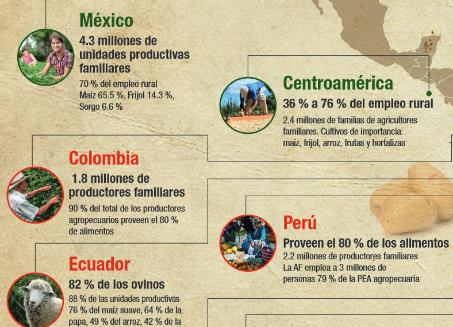 México
4.3 millones de
unidades productivas
familiares
70 % del empleo rural
Maíz 65.5 %, Frijol 14.3 %,
Sorgo 6.6 %
Centroamérica
36 % a 76 % del empleo rural
2.4 millones de familias de agricultores
familiares. Cultivos de importancia:
maíz, frijol, arroz, frutas y hortalizas
Colombia
1.8 millones de
productores familiares
90 % del total de los productores
agropecuarios proveen el 80 %
de alimentos
Perú
Proveen el 80 % de los alimentos
2.2 millones de productores familiares
La AF emplea a 3 millones de
personas 79 % de la PEA agropecuaria
Ecuador
82 % de los ovinos
88 % de las unidades productivas
76 % del maíz suave, 64 % de la
papa, 49 % del arroz, 42 % de la